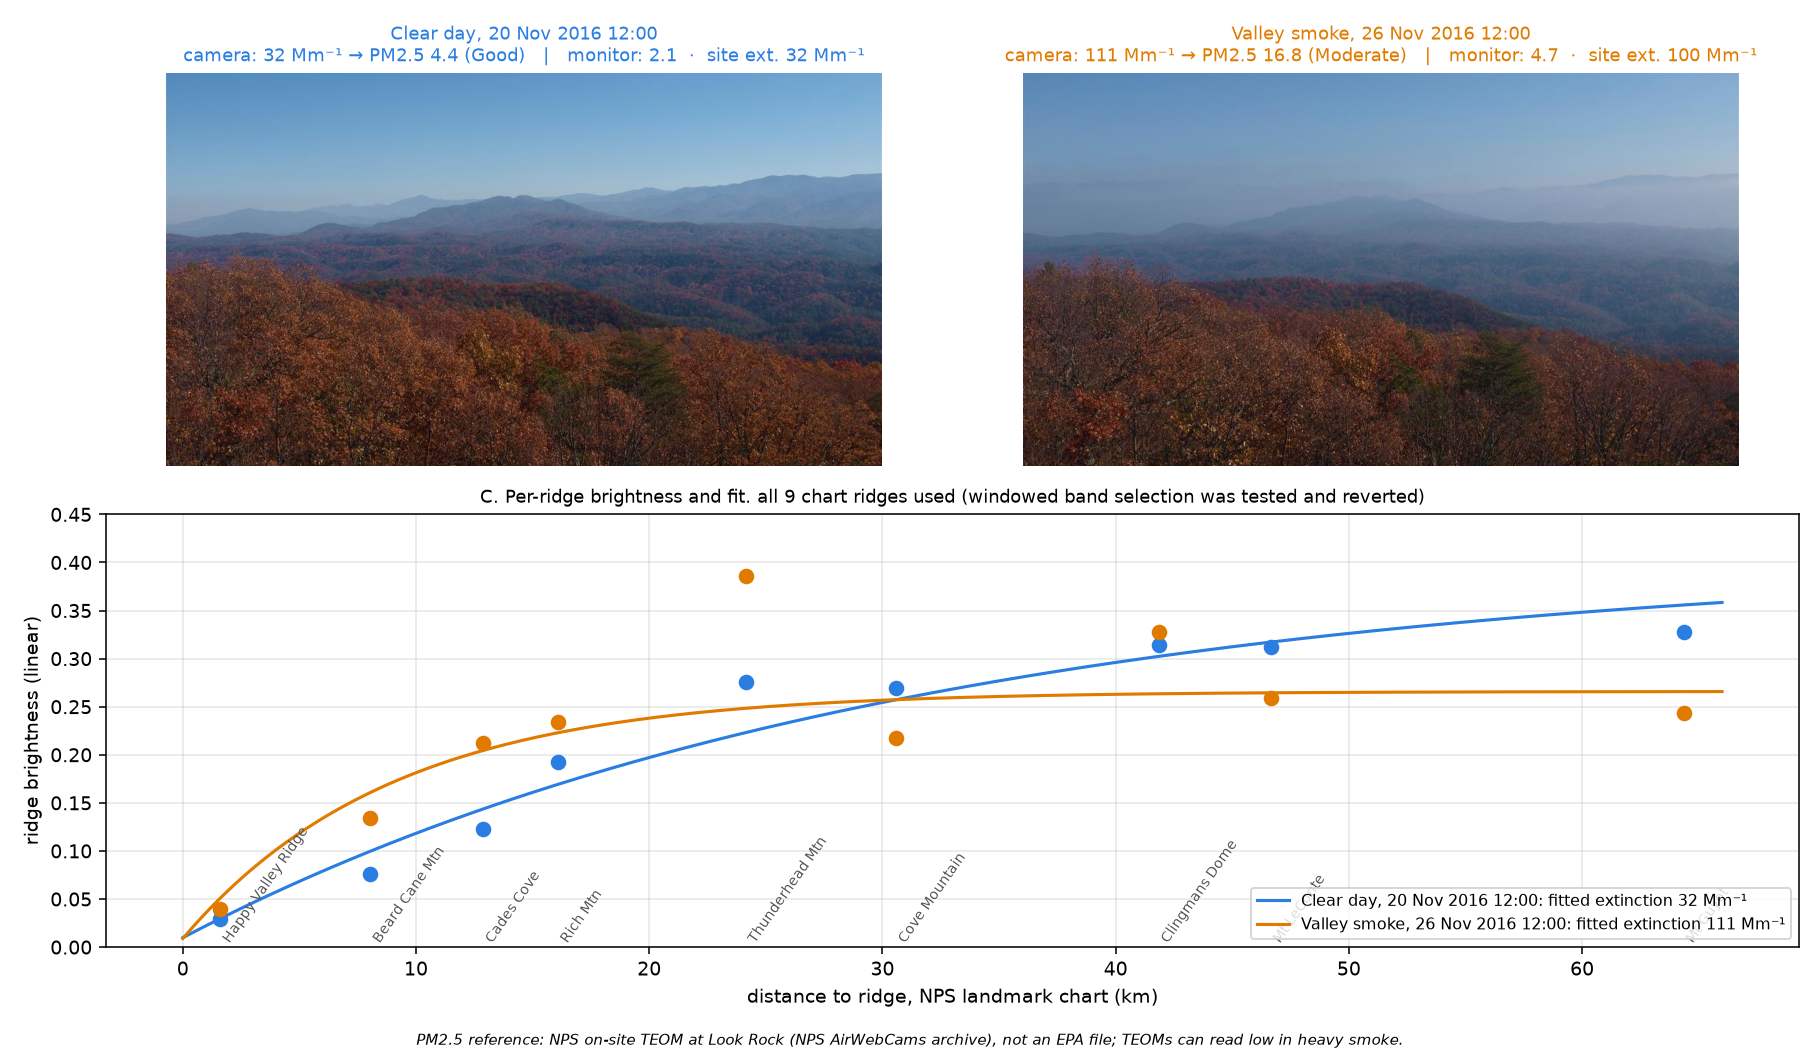 Clear day, 20 Nov 2016 12:00
camera: 32 Mm⁻¹ → PM2.5 4.4 (Good)   |   monitor: 2.1  ·  site ext. 32 Mm⁻¹
Valley smoke, 26 Nov 2016 12:00
camera: 111 Mm⁻¹ → PM2.5 16.8 (Moderate)   |   monitor: 4.7  ·  site ext. 100 Mm⁻¹
C. Per-ridge brightness and fit. all 9 chart ridges used (windowed band selection was tested and reverted)
ridge brightness (linear)
0.45
0.40
0.35
0.30
0.25
0.20
0.15
0.10
0.05
0.00
Happy Valley Ridge
Beard Cane Mtn
Cades Cove
Rich Mtn
Thunderhead Mtn
Cove Mountain
Clingmans Dome
Clear day, 20 Nov 2016 12:00: fitted extinction 32 Mm⁻¹
Valley smoke, 26 Nov 2016 12:00: fitted extinction 111 Mm⁻¹
0
10
20
30
40
50
60
distance to ridge, NPS landmark chart (km)
PM2.5 reference: NPS on-site TEOM at Look Rock (NPS AirWebCams archive), not an EPA file; TEOMs can read low in heavy smoke.